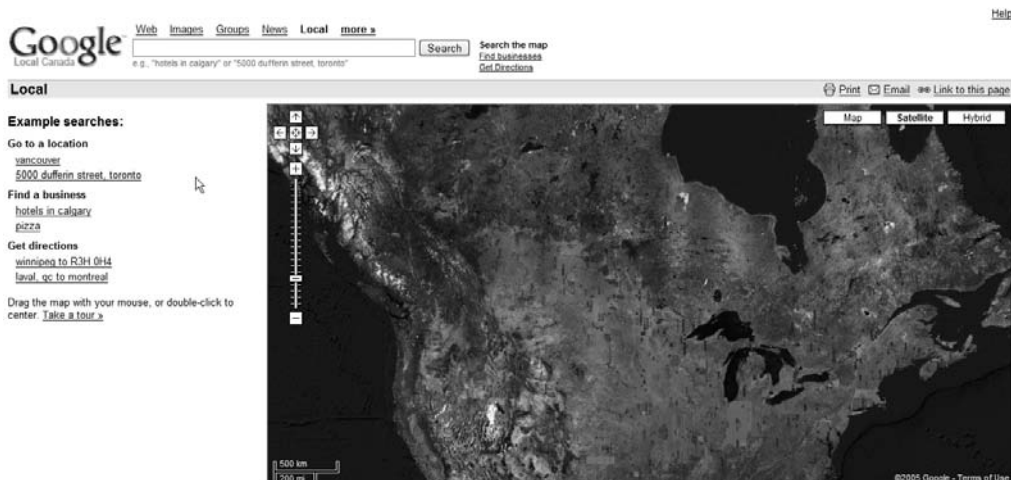 Help
Web Images Groups News Local more »
Google
Local Canada
Search
Search the map
Find businesses
Get Directions
e.g., "hotels in calgary" or "5000 dufferin street, toronto"
Local
Print Email Link to this page
Example searches:
Go to a location
vancouver
5000 dufferin street, toronto
Find a business
hotels in calgary
pizza
Get directions
winnipeg to R3H 0H4
laval, qc to montreal
Drag the map with your mouse, or double-click to
center. Take a tour »
Map Satellite Hybrid
500 km
200 mi
©2005 Google - Terms of Use